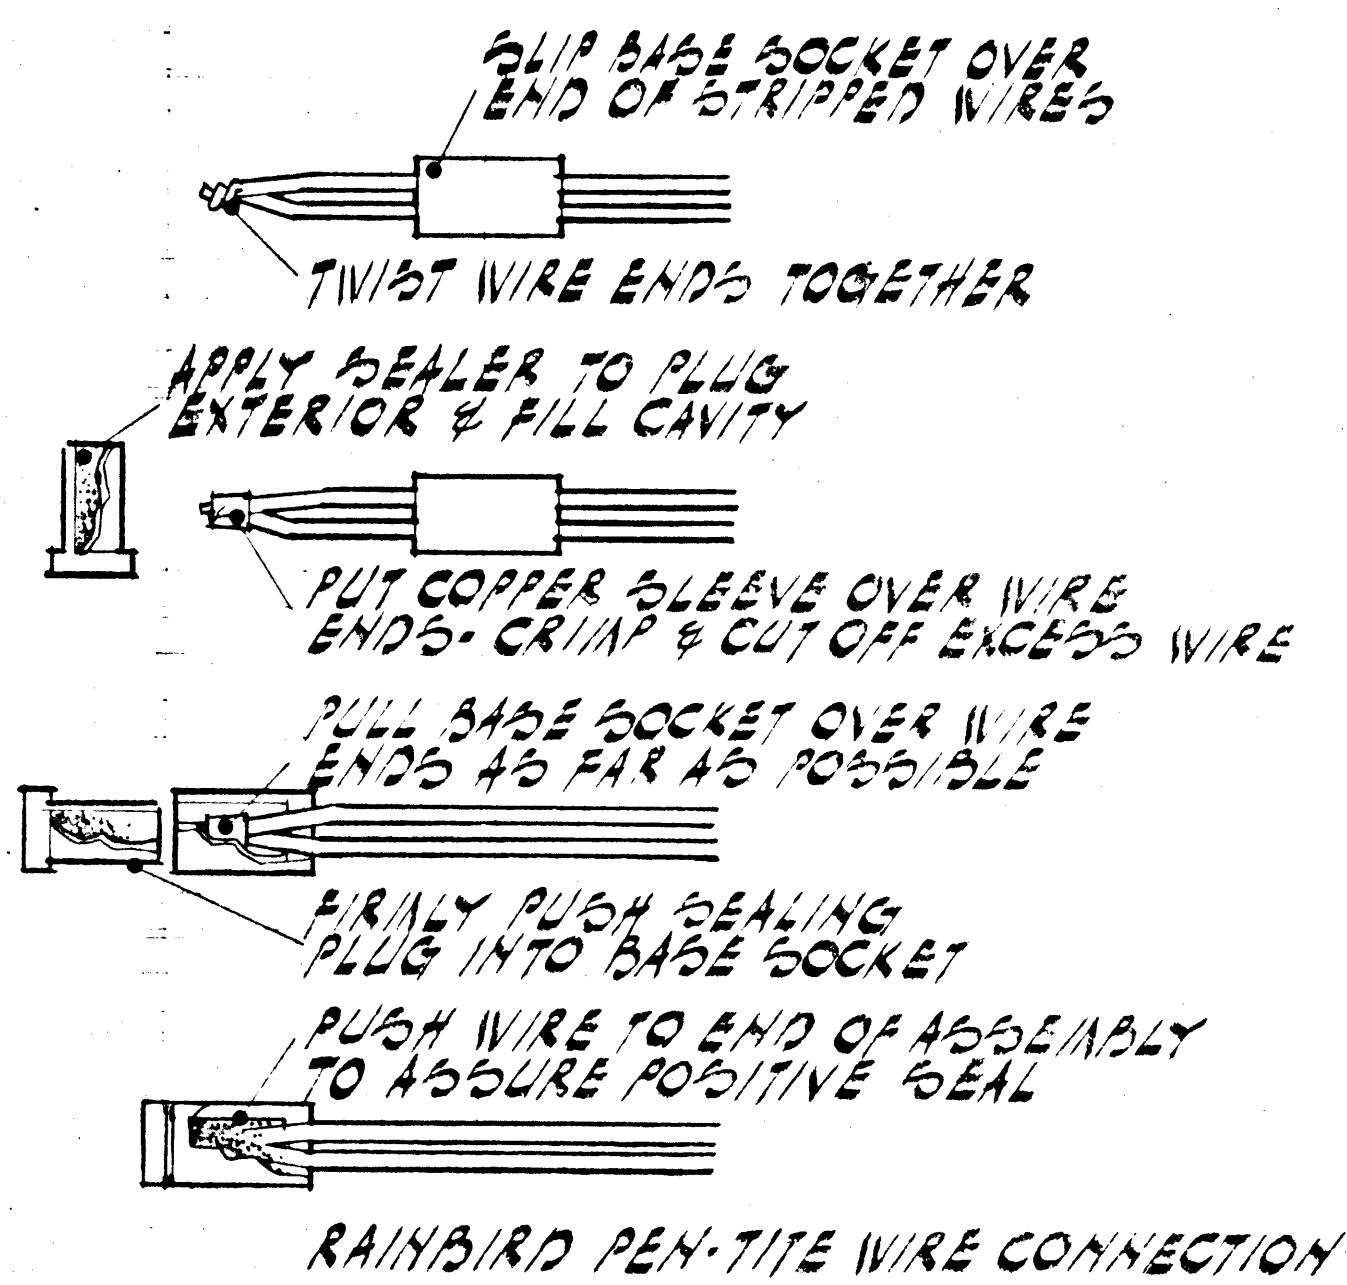 SLIP BASE SOCKET OVER
END OF STRIPPED WIRES
TWIST WIRE ENDS TOGETHER
APPLY SEALER TO PLUG
EXTERIOR & FILL CAVITY
PUT COPPER SLEEVE OVER WIRE
ENDS- CRIMP & CUT OFF EXCESS WIRE
PULL BASE SOCKET OVER WIRE
ENDS AS FAR AS POSSIBLE
FIRMLY PUSH SEALING
PLUG INTO BASE SOCKET
PUSH WIRE TO END OF ASSEMBLY
TO ASSURE POSITIVE SEAL
RAINBIRD PEN-TITE WIRE CONNECTION